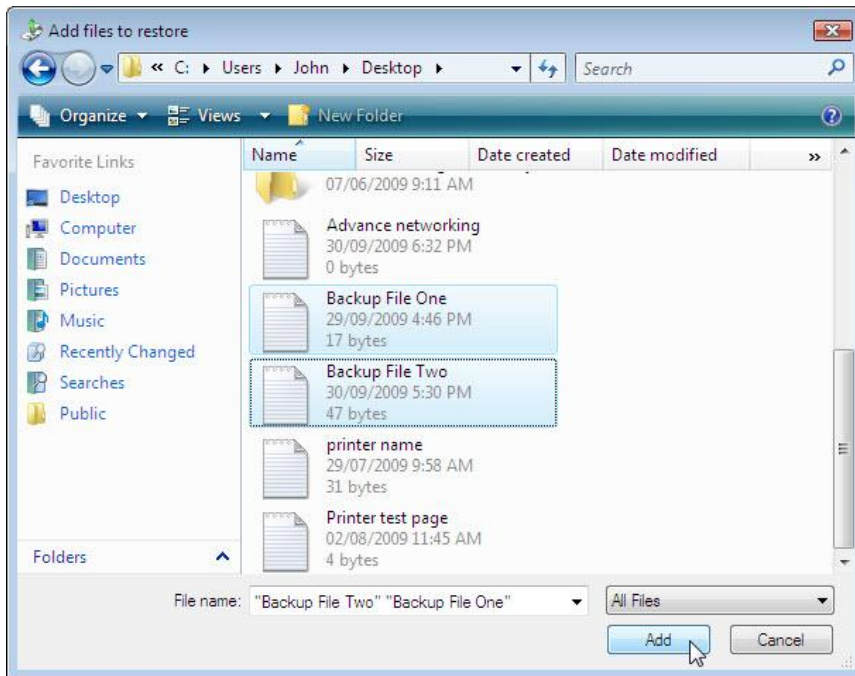 Add files to restore
« C: ▸ Users ▸ John ▸ Desktop ▸
Search
Organize Views New Folder
Favorite Links
Desktop
Computer
Documents
Pictures
Music
Recently Changed
Searches
Public
Folders
Name Size Date created Date modified »
07/06/2009 9:11 AM
Advance networking
30/09/2009 6:32 PM
0 bytes
Backup File One
29/09/2009 4:46 PM
17 bytes
Backup File Two
30/09/2009 5:30 PM
47 bytes
printer name
29/07/2009 9:58 AM
31 bytes
Printer test page
02/08/2009 11:45 AM
4 bytes
File name: "Backup File Two" "Backup File One"
All Files
Add Cancel